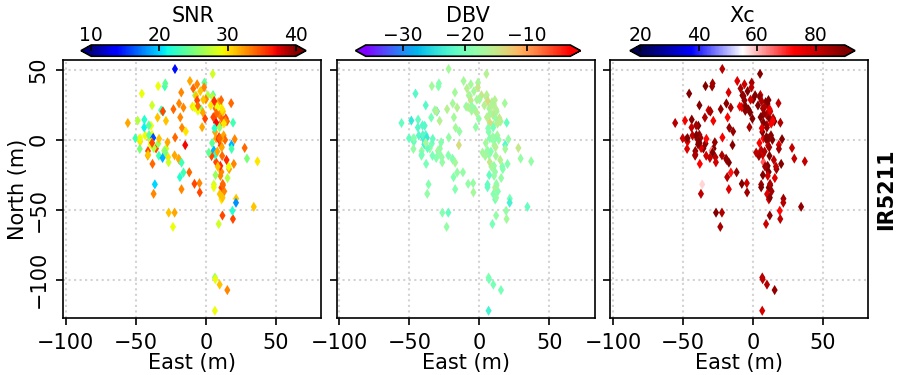 SNR DBV Xc
10 20 30 40 −30 −20 −10 20 40 60 80
50
0
−50
−100
North (m)
−100 −50 0 50 −100 −50 0 50 −100 −50 0 50
East (m) East (m) East (m)
IR5211